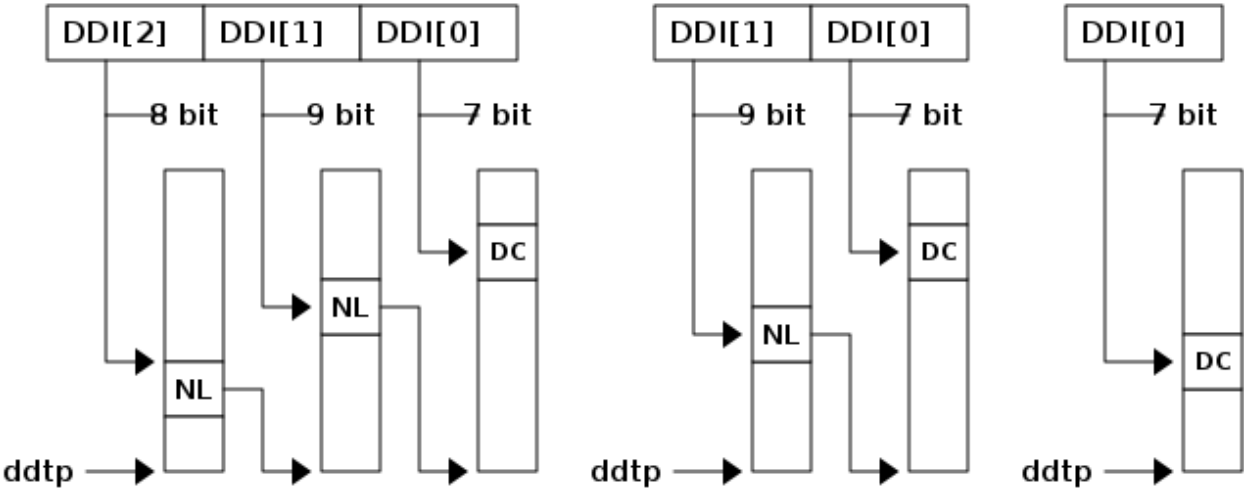 DDI[2] DDI[1] DDI[0] DDI[1] DDI[0] DDI[0]
8 bit 9 bit 7 bit 9 bit 7 bit 7 bit
DC DC
NL
NL
DC
NL
ddtp ddtp ddtp